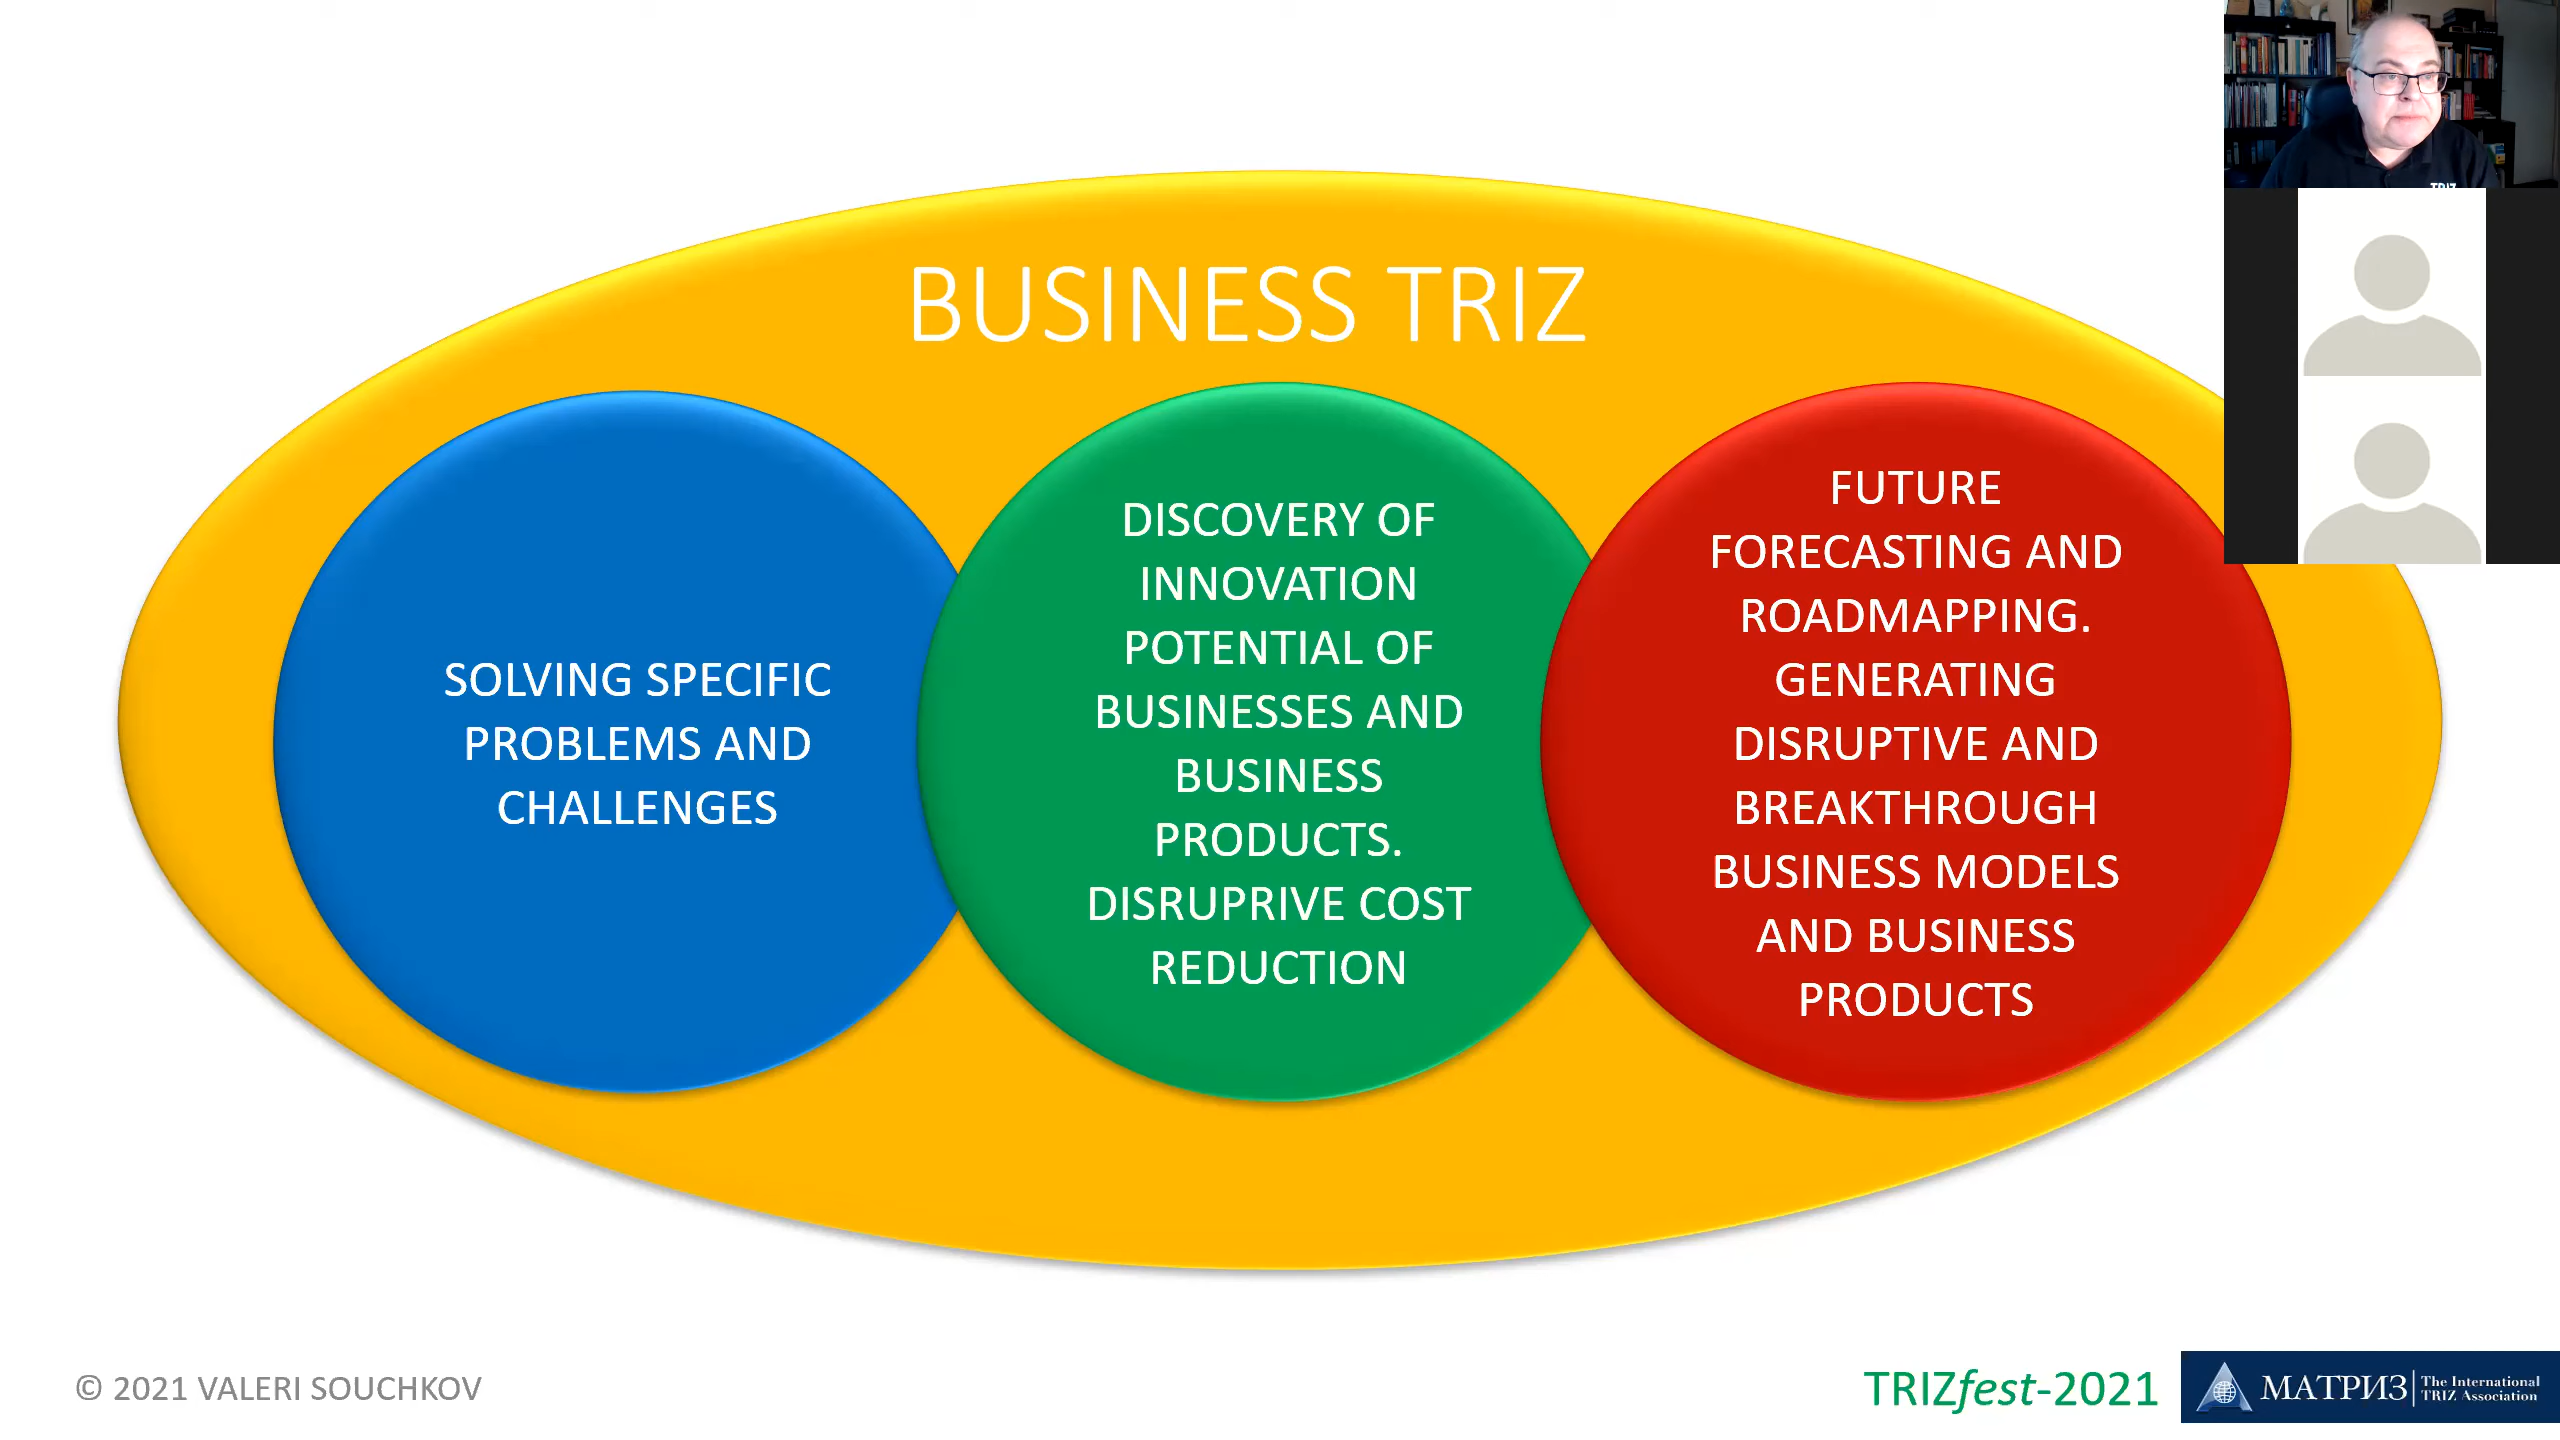 BUSINESS TRIZ
SOLVING SPECIFIC
PROBLEMS AND
CHALLENGES
DISCOVERY OF
INNOVATION
POTENTIAL OF
BUSINESSES AND
BUSINESS
PRODUCTS.
DISRUPRIVE COST
REDUCTION
FUTURE
FORECASTING AND
ROADMAPPING.
GENERATING
DISRUPTIVE AND
BREAKTHROUGH
BUSINESS MODELS
AND BUSINESS
PRODUCTS
TRIZ
© 2021 VALERI SOUCHKOV
TRIZfest-2021
МАТРИЗ
The International
TRIZ Association